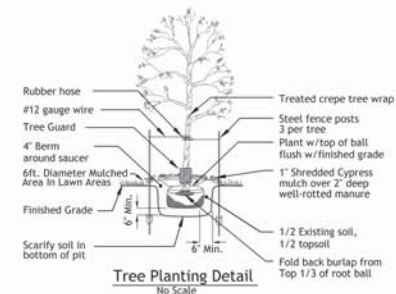 Rubber hose
#12 gauge wire
Tree Guard
4" Berm
around saucer
6ft. Diameter Mulched
Area In Lawn Areas
Finished Grade
Scarify soil in
bottom of pit
6" Min.
6" Min.
Treated crepe tree wrap
Steel fence posts
3 per tree
Plant w/top of ball
flush w/finished grade
1" Shredded Cypress
mulch over 2" deep
well-rotted manure
1/2 Existing soil,
1/2 topsoil
Fold back burlap from
Top 1/3 of root ball
Tree Planting Detail
No Scale